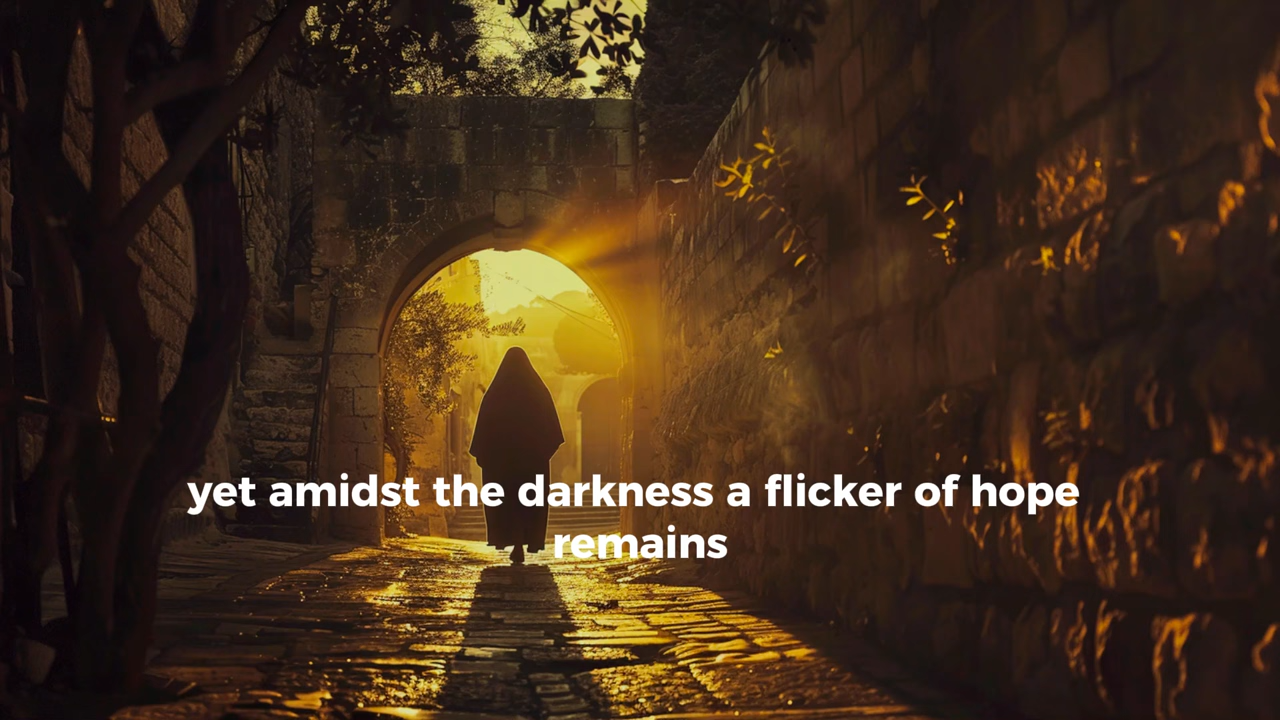 yet amidst the darkness a flicker of hope
remains